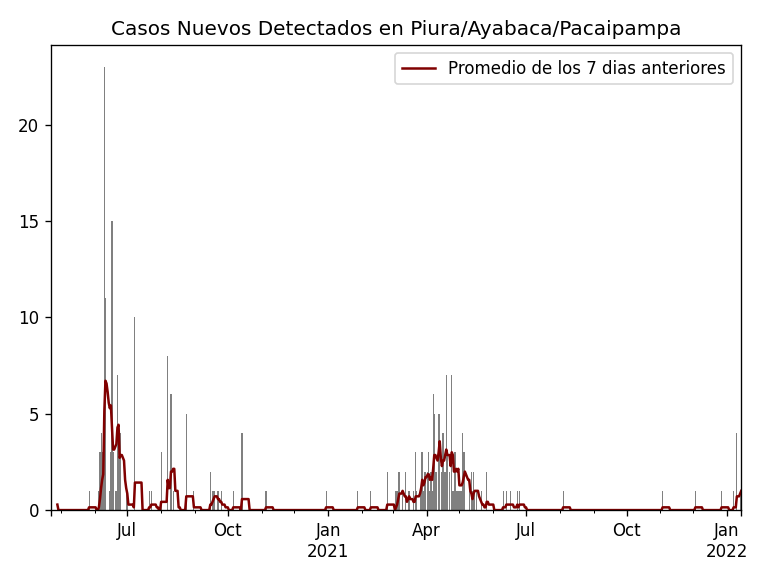 Casos Nuevos Detectados en Piura/Ayabaca/Pacaipampa
Promedio de los 7 dias anteriores
20
15
10
5
0
Jul Oct Jan Apr Jul Oct Jan
2021 2022